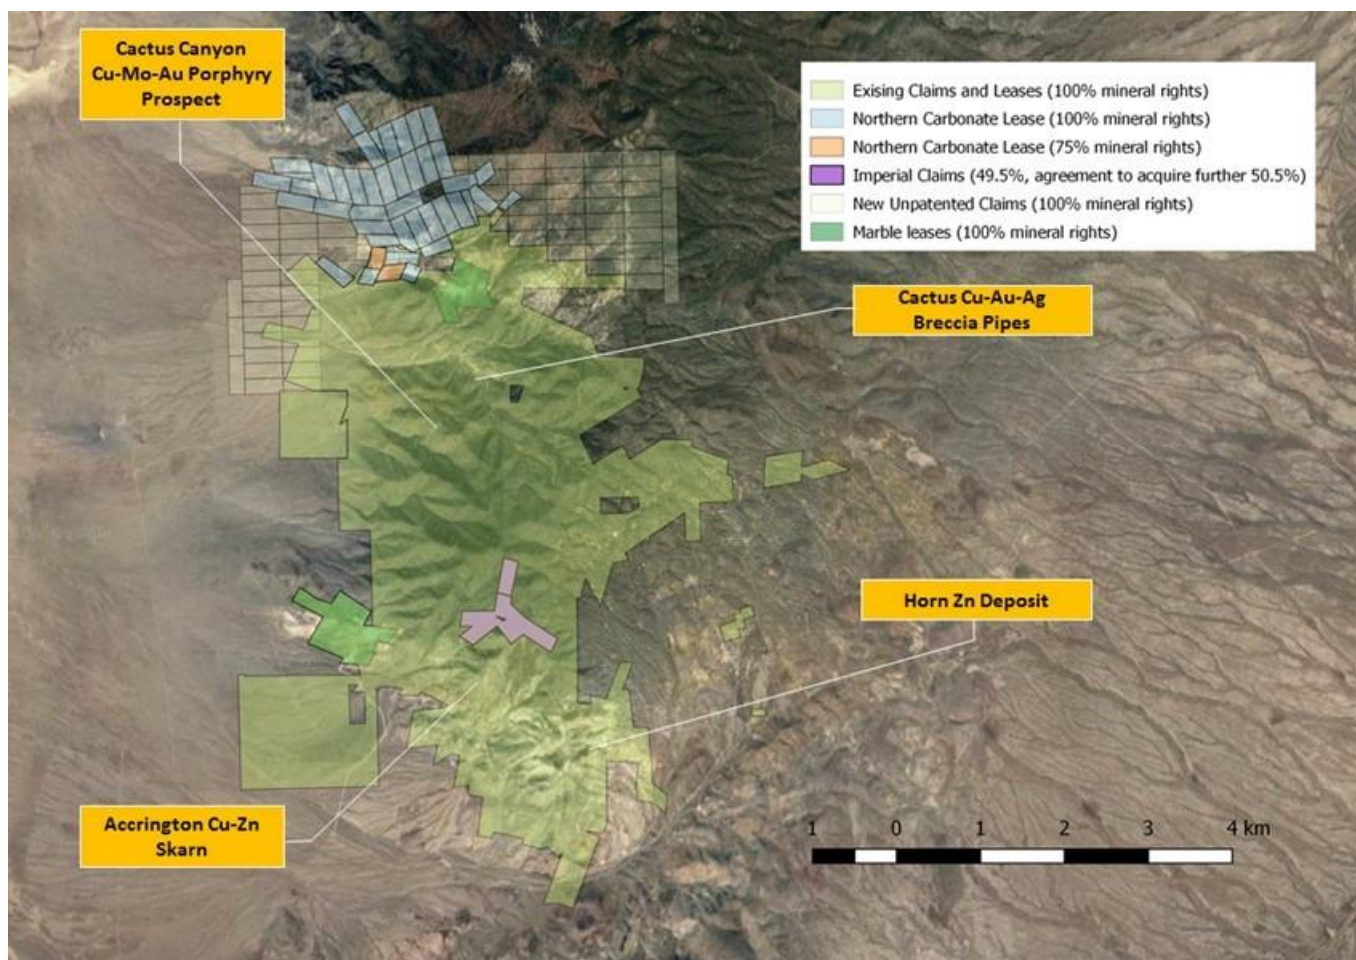 Cactus Canyon
Cu-Mo-Au Porphyry
Prospect
Exising Claims and Leases (100% mineral rights)
Northern Carbonate Lease (100% mineral rights)
Northern Carbonate Lease (75% mineral rights)
Imperial Claims (49.5%, agreement to acquire further 50.5%)
New Unpatented Claims (100% mineral rights)
Marble leases (100% mineral rights)
Cactus Cu-Au-Ag
Breccia Pipes
Horn Zn Deposit
Accrington Cu-Zn
Skarn
1 0 1 2 3 4 km